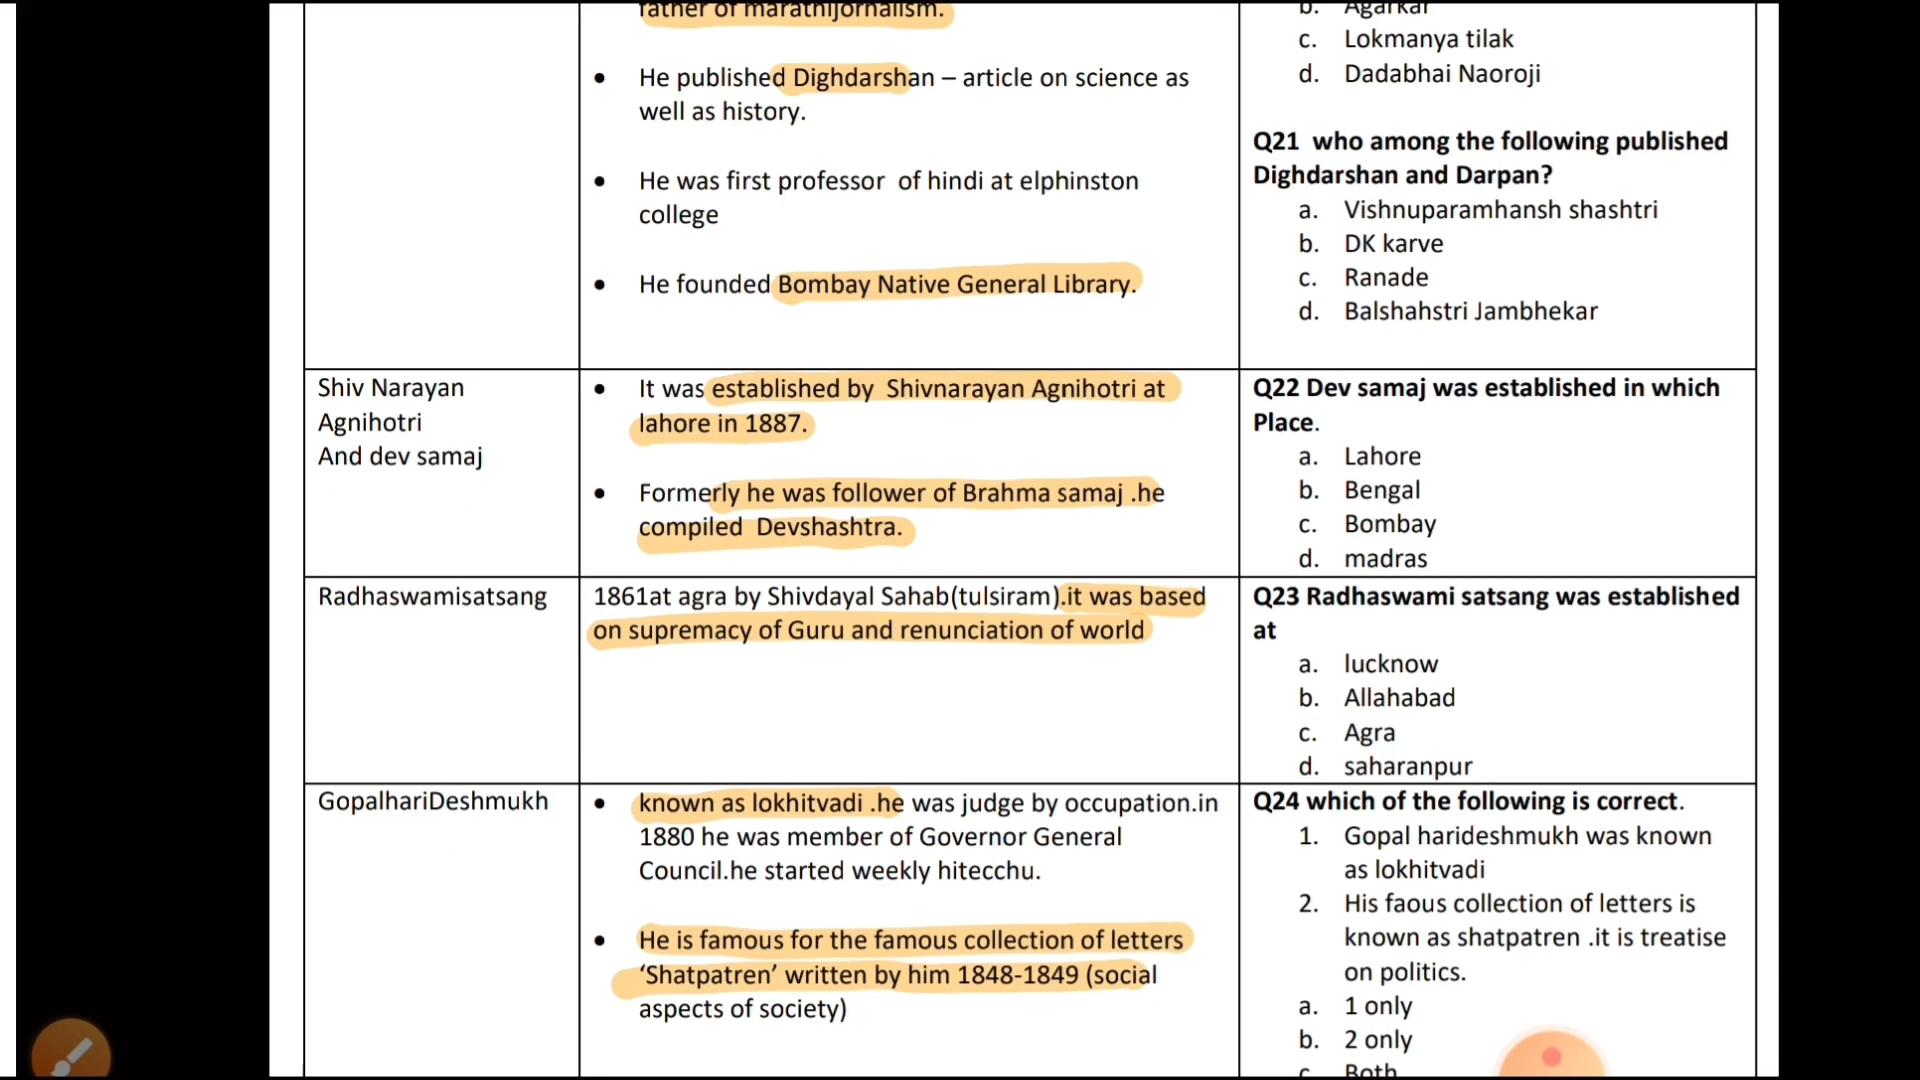 father of marathijornalism.
He published Dighdarshan – article on science as
well as history.
He was first professor of hindi at elphinston
college
He founded Bombay Native General Library.
b. Agarkar
c. Lokmanya tilak
d. Dadabhai Naoroji
Q21 who among the following published
Dighdarshan and Darpan?
a. Vishnuparamhansh shashtri
b. DK karve
c. Ranade
d. Balshahstri Jambhekar
Shiv Narayan
Agnihotri
And dev samaj
It was established by Shivnarayan Agnihotri at
lahore in 1887.
Formerly he was follower of Brahma samaj .he
compiled Devshashtra.
Q22 Dev samaj was established in which
Place.
a. Lahore
b. Bengal
c. Bombay
d. madras
Radhaswamisatsang
1861at agra by Shivdayal Sahab(tulsiram).it was based
on supremacy of Guru and renunciation of world
Q23 Radhaswami satsang was established
at
a. lucknow
b. Allahabad
c. Agra
d. saharanpur
GopalhariDeshmukh
known as lokhitvadi .he was judge by occupation.in
1880 he was member of Governor General
Council.he started weekly hitecchu.
He is famous for the famous collection of letters
‘Shatpatren’ written by him 1848-1849 (social
aspects of society)
Q24 which of the following is correct.
1. Gopal harideshmukh was known
as lokhitvadi
2. His faous collection of letters is
known as shatpatren .it is treatise
on politics.
a. 1 only
b. 2 only
c. Both